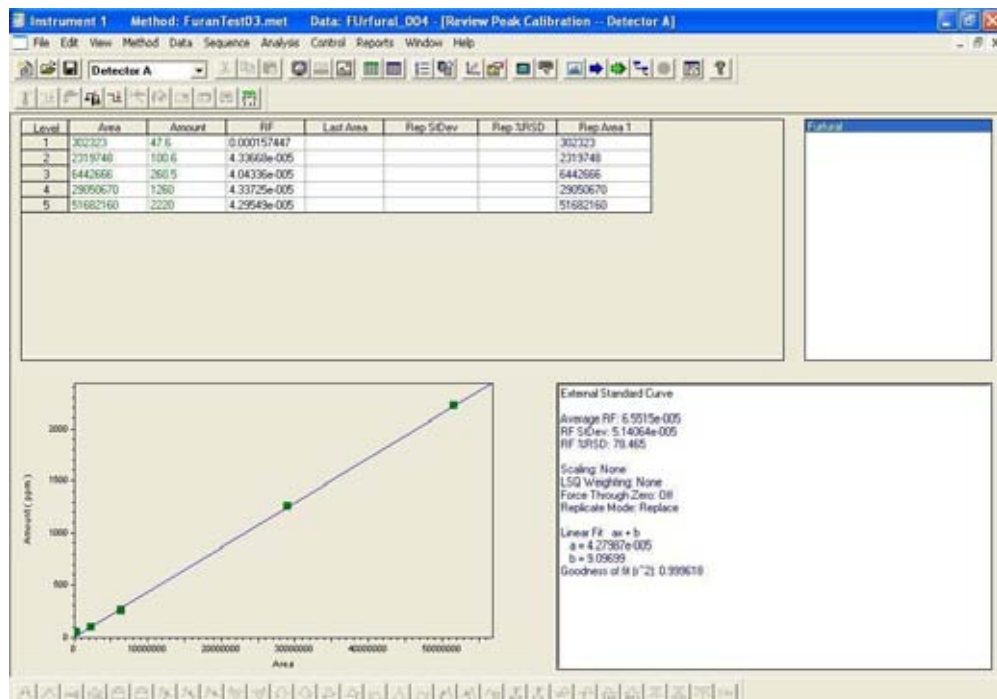 Instrument 1 Method: FuranTest03.met Data: FUrfural_004 - [Review Peak Calibration -- Detector A]
File Edit View Method Data Sequence Analysis Control Reports Window Help
Detector A
Level Area Amount RF Last Area Rep StDev Rep %RSD Rep Area 1
1 302323 47.6 0.000157447 302323
2 2319748 100.6 4.33668e-005 2319748
3 6442666 260.5 4.04336e-005 6442666
4 29050670 1260 4.33725e-005 29050670
5 51682160 2220 4.29549e-005 51682160
Furfural
External Standard Curve
Average RF: 6.5515e-005
RF StDev: 5.14064e-005
RF %RSD: 78.465
Scaling: None
LSQ Weighting: None
Force Through Zero: Off
Replicate Mode: Replace
Linear Fit ax + b
a = 4.27987e-005
b = 9.09699
Goodness of fit (r^2): 0.999618
Amount ( ppm )
2000
1500
1000
500
0
0 10000000 20000000 30000000 40000000 50000000
Area